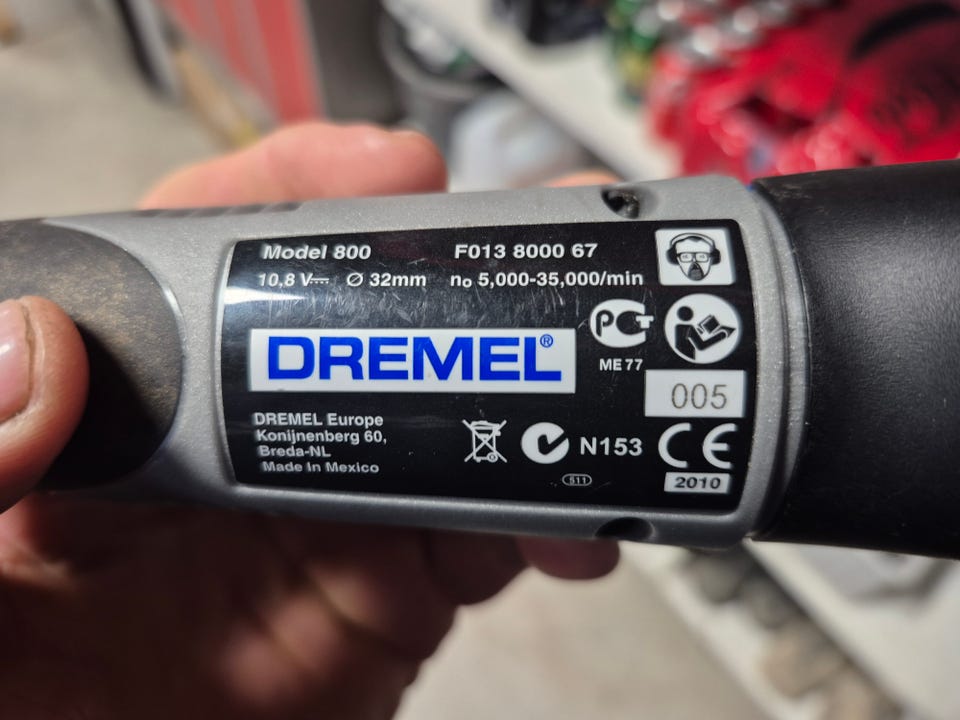 Model 800 F013 8000 67
10,8 V⎓ Ø 32mm n₀ 5,000-35,000/min
PCT
ME 77
DREMEL®
005
DREMEL Europe
Konijnenberg 60,
Breda-NL
Made In Mexico
N153
CE
511
2010